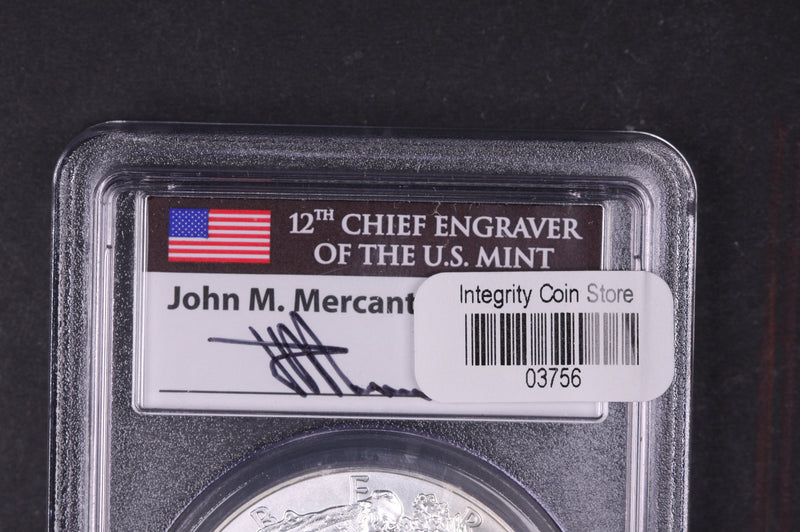 12TH CHIEF ENGRAVER
OF THE U.S. MINT
John M. Mercant
Integrity Coin Store
03756
E